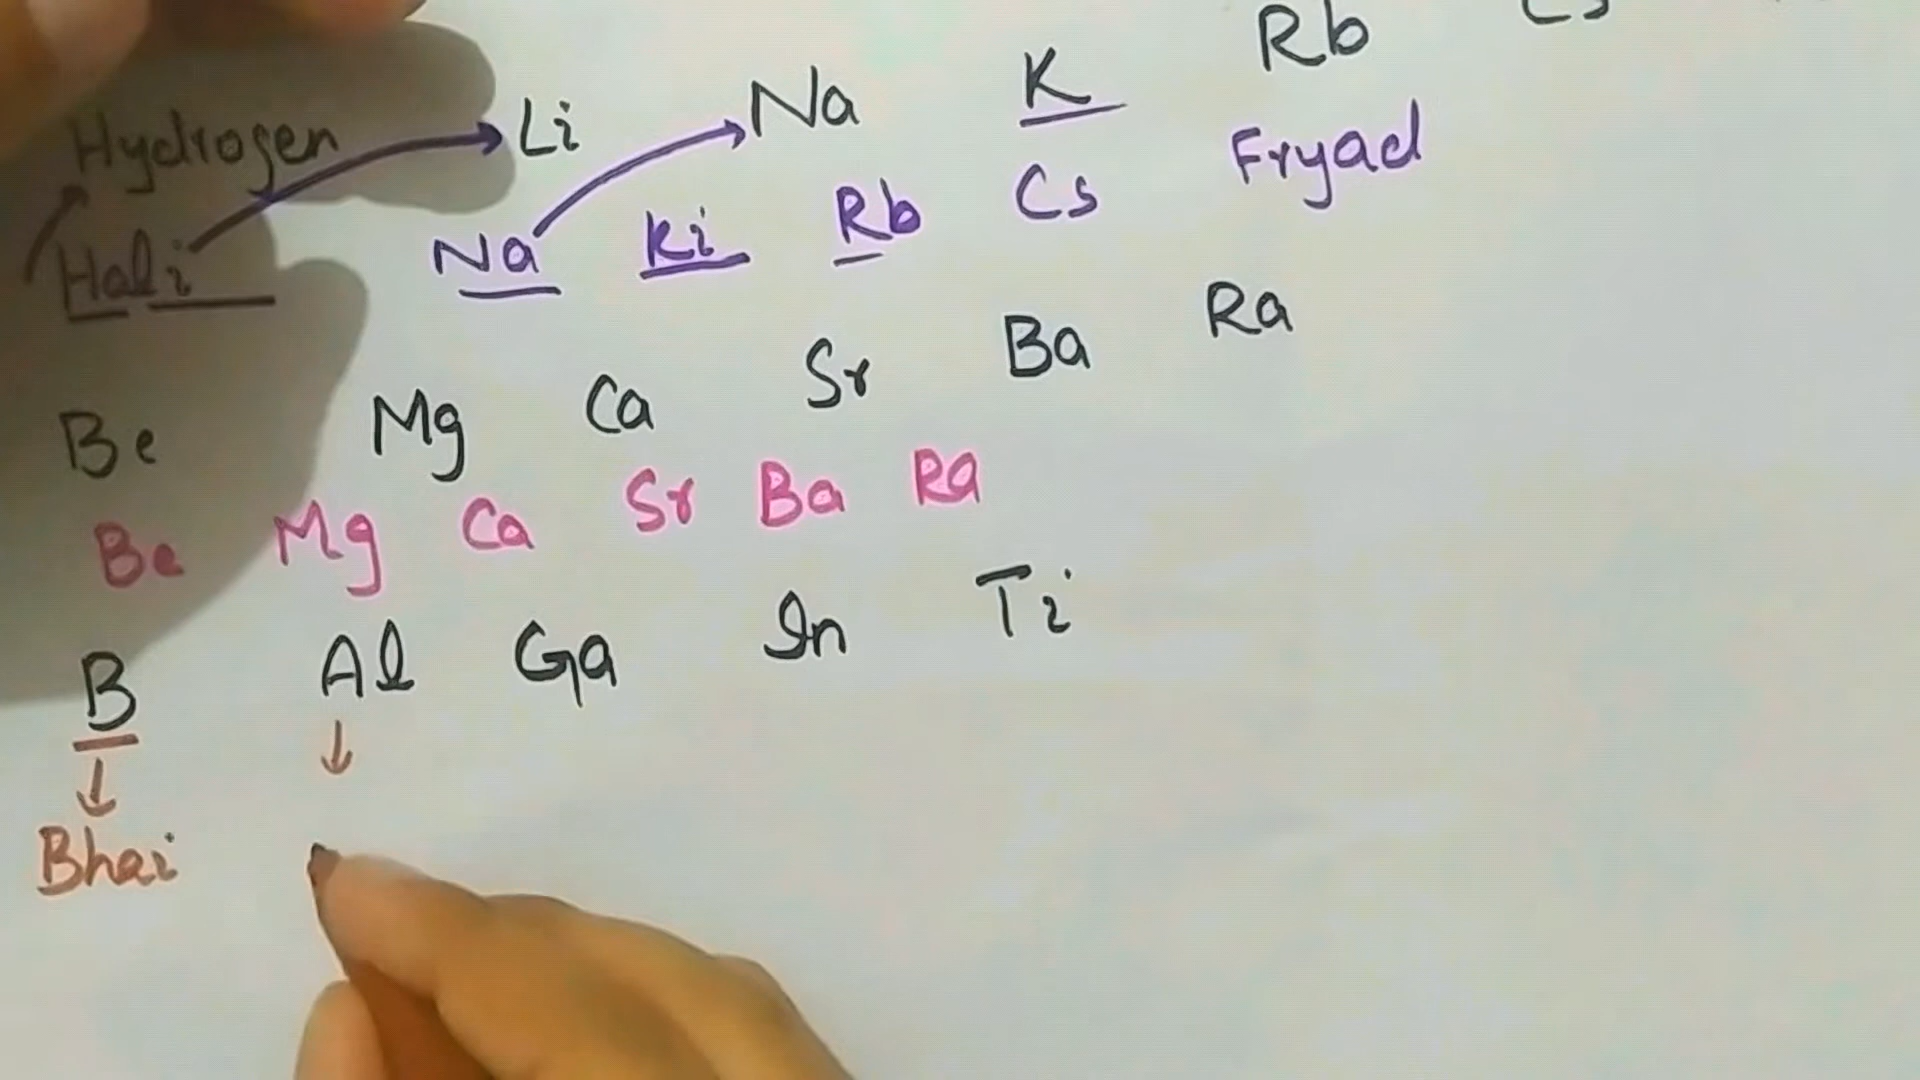 Hydrogen Li Na K Rb Cs
Hali Na Ki Rb Cs Fryad
Be Mg Ca Sr Ba Ra
Be Mg Ca Sr Ba Ra
B Al Ga In Ti
Bhai